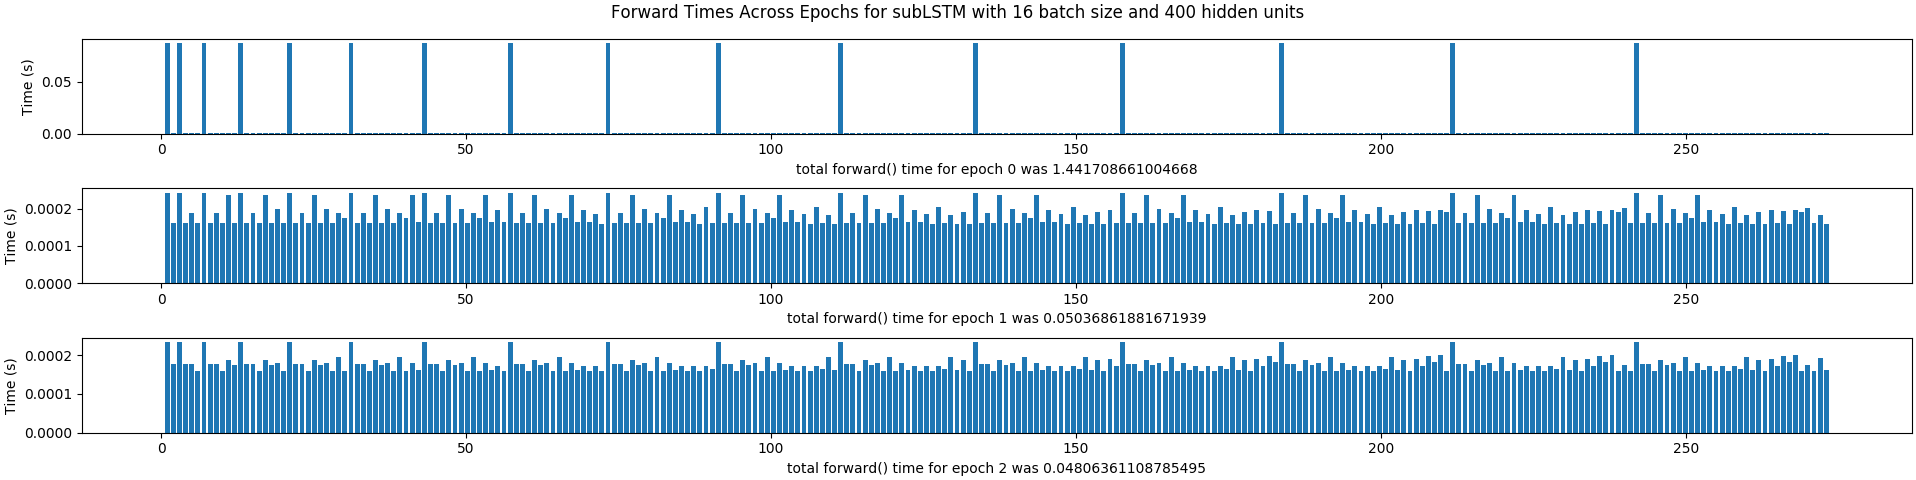 Forward Times Across Epochs for subLSTM with 16 batch size and 400 hidden units
Time (s)
0.05
0.00
0 50 100 150 200 250
total forward() time for epoch 0 was 1.441708661004668
Time (s)
0.0002
0.0001
0.0000
0 50 100 150 200 250
total forward() time for epoch 1 was 0.05036861881671939
Time (s)
0.0002
0.0001
0.0000
0 50 100 150 200 250
total forward() time for epoch 2 was 0.04806361108785495